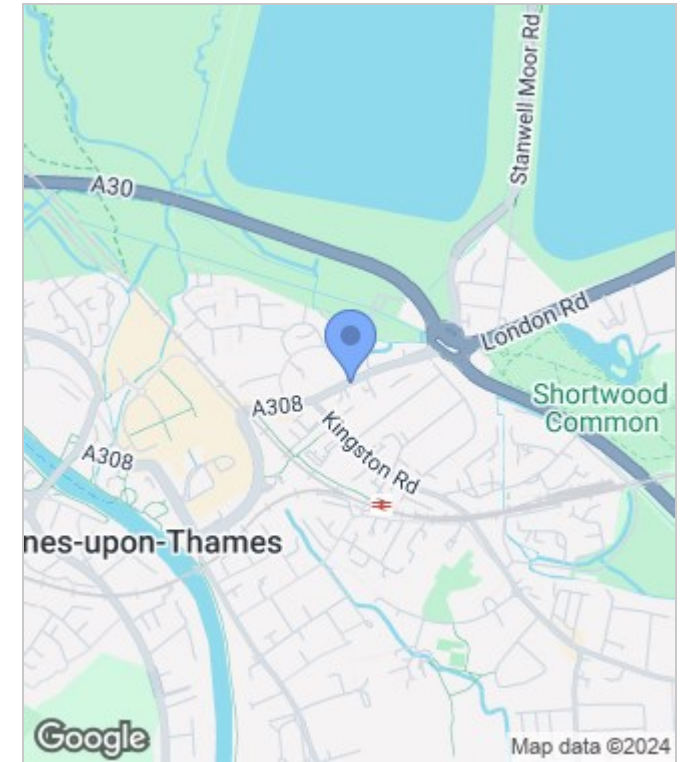 Stanwell Moor Rd
A30
London Rd
Shortwood
Common
A308
Kingston Rd
A308
nes-upon-Thames
Google
Map data ©2024